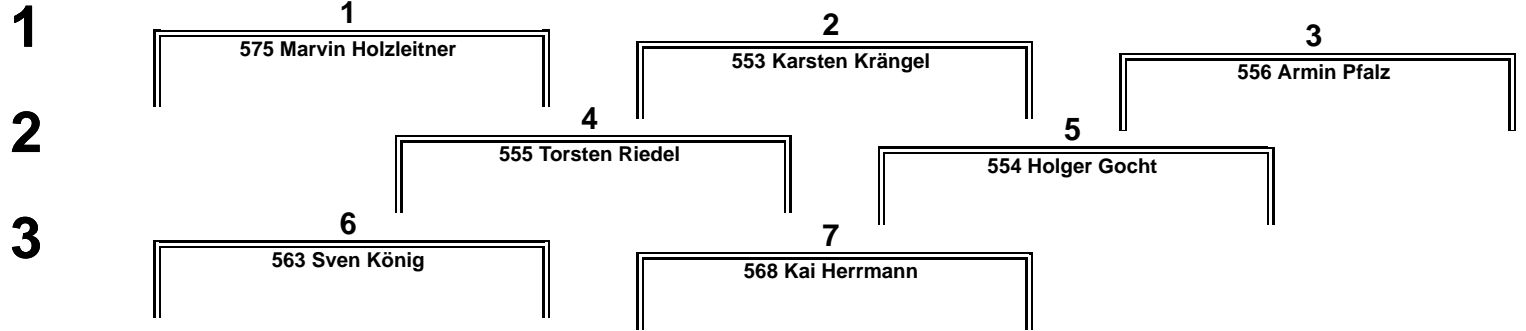 1
1
575 Marvin Holzleitner
2
553 Karsten Krängel
3
556 Armin Pfalz
2
4
555 Torsten Riedel
5
554 Holger Gocht
3
6
563 Sven König
7
568 Kai Herrmann